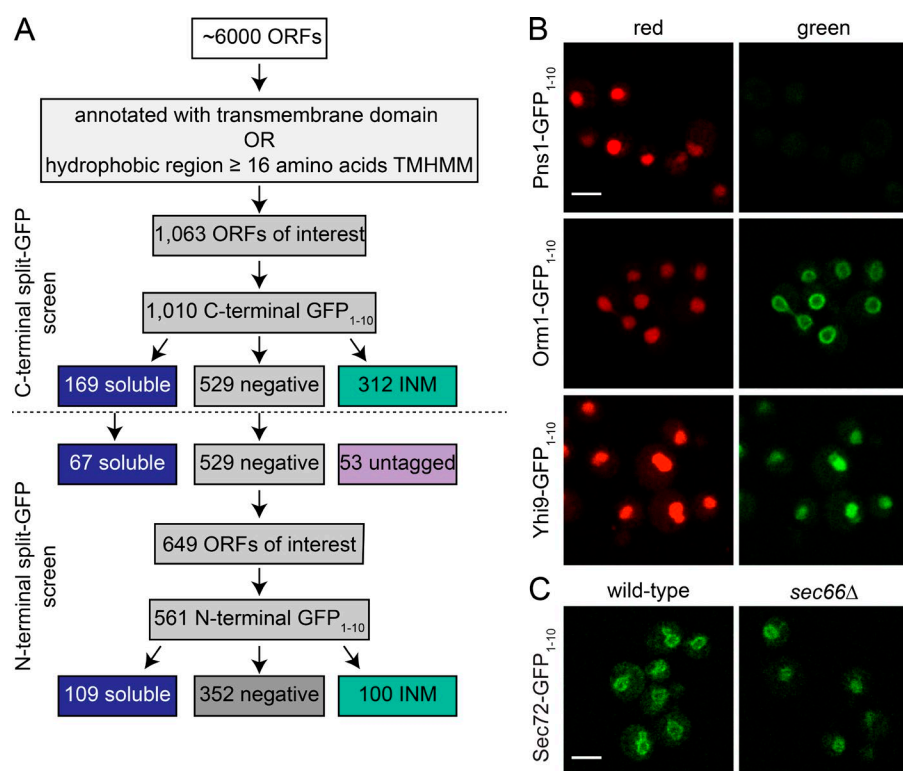 A
~6000 ORFs
annotated with transmembrane domain
OR
hydrophobic region ≥ 16 amino acids TMHMM
1,063 ORFs of interest
1,010 C-terminal GFP1-10
169 soluble
529 negative
312 INM
C-terminal split-GFP
screen
67 soluble
529 negative
53 untagged
649 ORFs of interest
561 N-terminal GFP1-10
109 soluble
352 negative
100 INM
N-terminal split-GFP
screen
B
red
green
Pns1-GFP1-10
Orm1-GFP1-10
Yhi9-GFP1-10
C
wild-type
sec66Δ
Sec72-GFP1-10